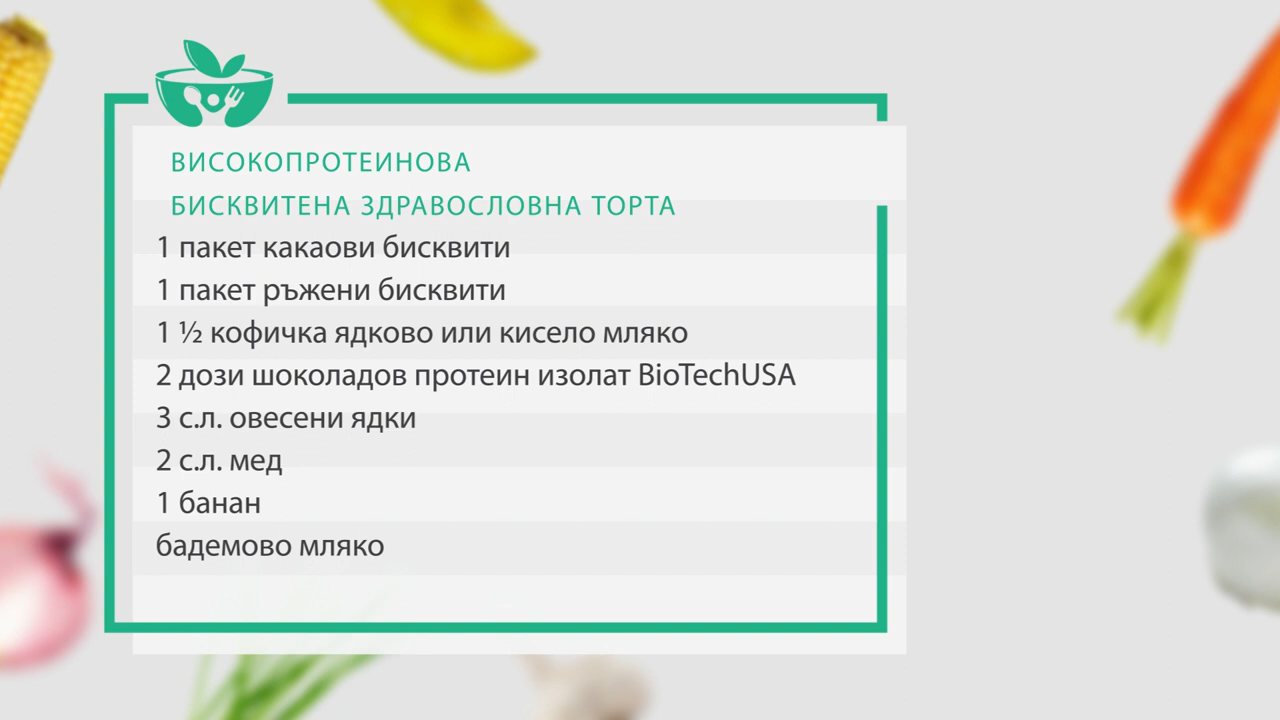 ВИСОКОПРОТЕИНОВА
БИСКВИТЕНА ЗДРАВОСЛОВНА ТОРТА
1 пакет какаови бисквити
1 пакет ръжени бисквити
1 ½ кофичка ядково или кисело мляко
2 дози шоколадов протеин изолат BioTechUSA
3 с.л. овесени ядки
2 с.л. мед
1 банан
бадемово мляко